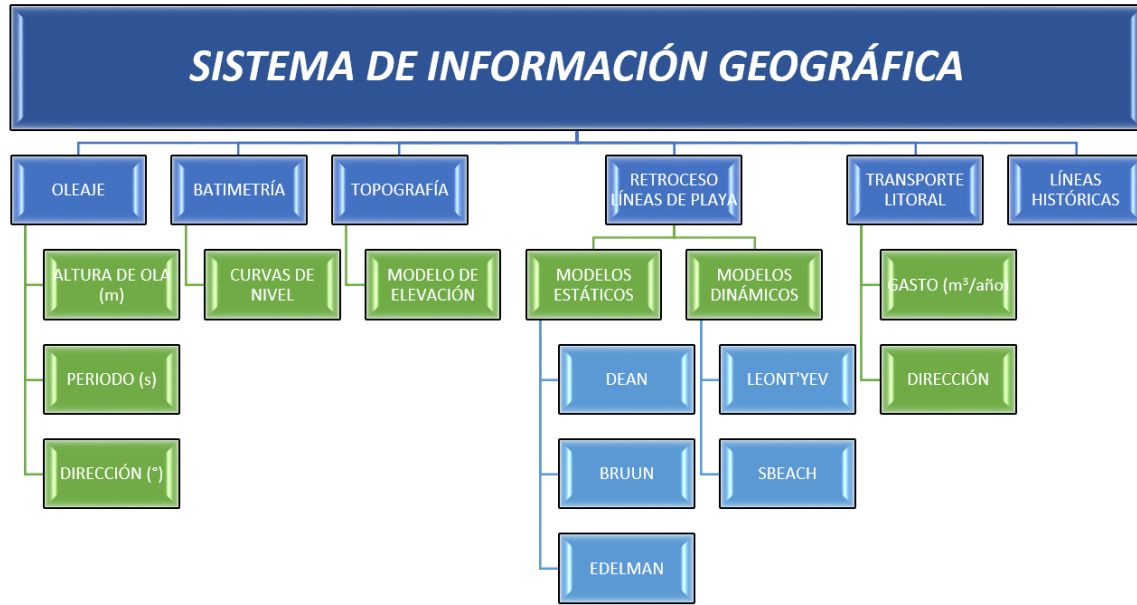 SISTEMA DE INFORMACIÓN GEOGRÁFICA
OLEAJE
BATIMETRÍA
TOPOGRAFÍA
RETROCESO
LÍNEAS DE PLAYA
TRANSPORTE
LITORAL
LÍNEAS
HISTÓRICAS
ALTURA DE OLA
(m)
CURVAS DE
NIVEL
MODELO DE
ELEVACIÓN
MODELOS
ESTÁTICOS
MODELOS
DINÁMICOS
GASTO (m³/año)
PERIODO (s)
DEAN
LEONT'YEV
DIRECCIÓN
DIRECCIÓN (°)
BRUUN
SBEACH
EDELMAN